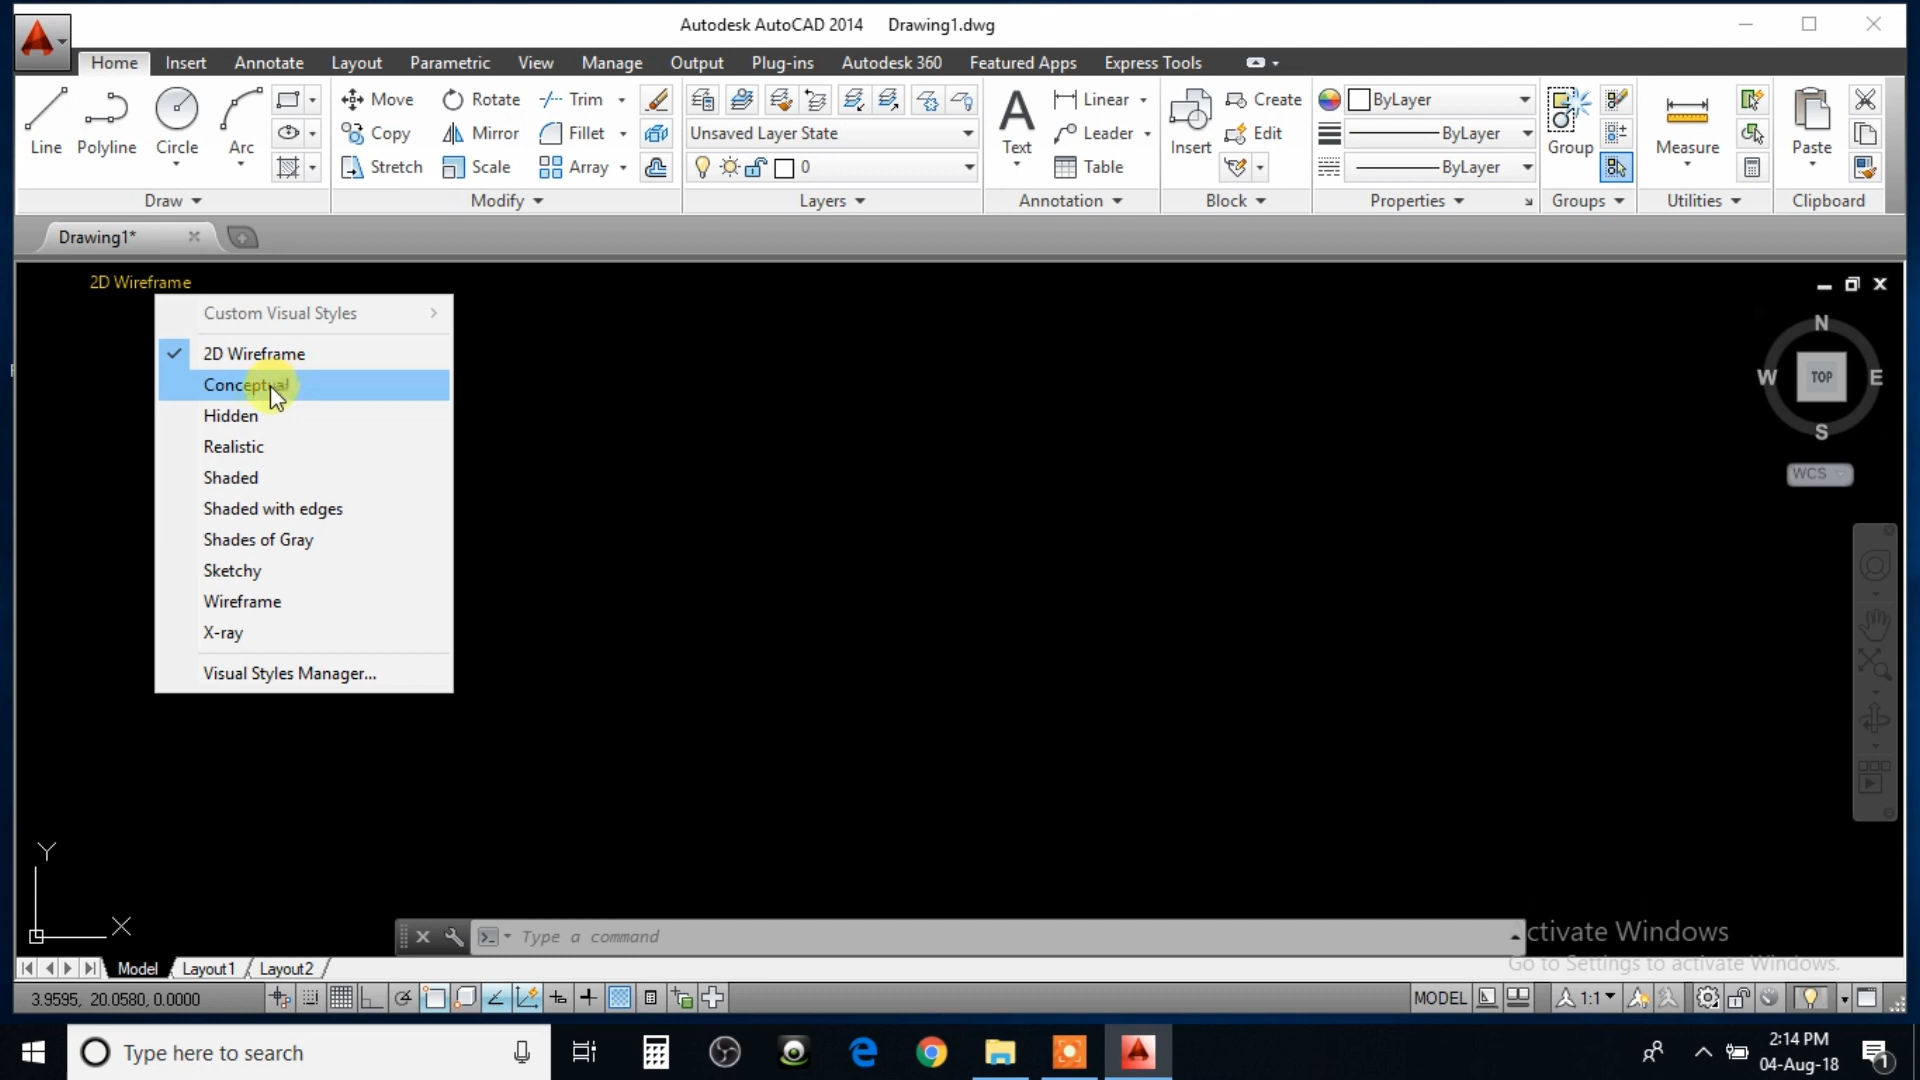 Autodesk AutoCAD 2014 Drawing1.dwg
Home Insert Annotate Layout Parametric View Manage Output Plug-ins Autodesk 360 Featured Apps Express Tools
Line Polyline Circle Arc
Move Rotate Trim
Copy Mirror Fillet
Stretch Scale Array
Unsaved Layer State
0
Text
Linear
Leader
Table
Insert
Create
Edit
ByLayer
ByLayer
ByLayer
Group
Measure
Paste
Draw Modify Layers Annotation Block Properties Groups Utilities Clipboard
Drawing1*
2D Wireframe
Custom Visual Styles
2D Wireframe
Conceptual
Hidden
Realistic
Shaded
Shaded with edges
Shades of Gray
Sketchy
Wireframe
X-ray
Visual Styles Manager...
N
W TOP E
S
WCS
Y
X
Type a command
ctivate Windows
Go to Settings to activate Windows.
Model Layout1 Layout2
3.9595, 20.0580, 0.0000
MODEL 1:1
Type here to search
2:14 PM
04-Aug-18
1